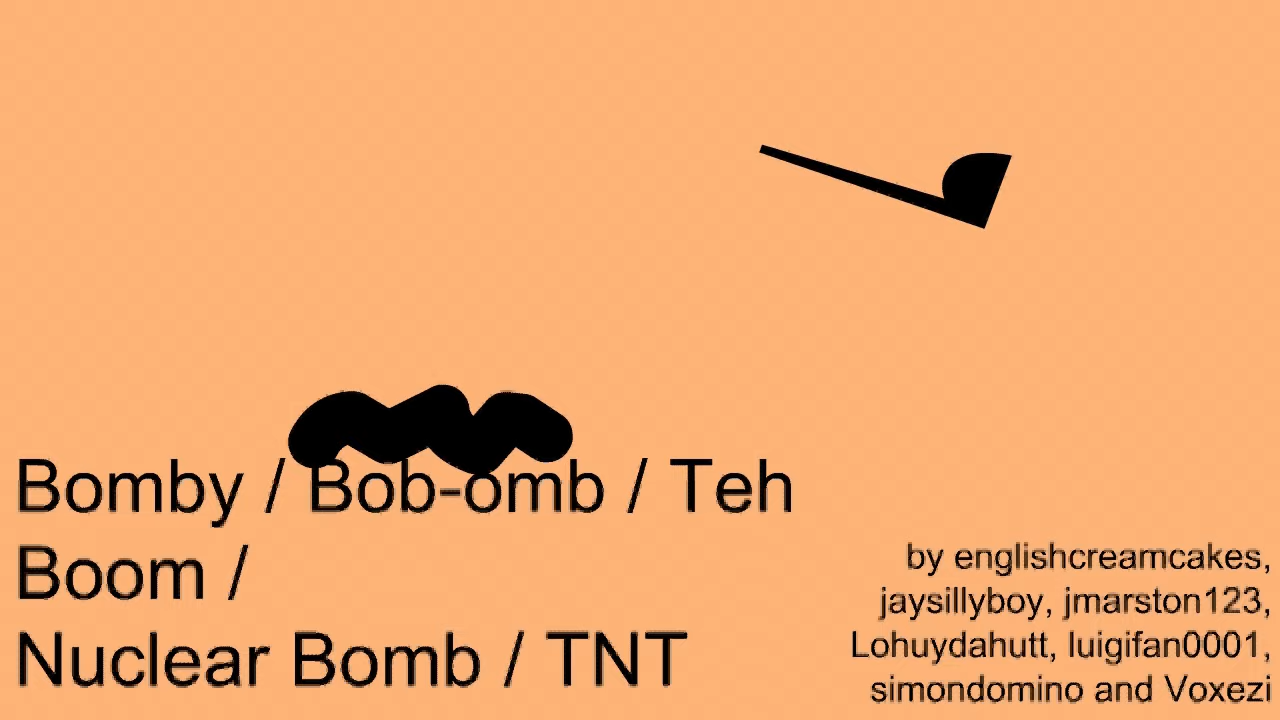 Bomby / Bob-omb / Teh
Boom /
Nuclear Bomb / TNT
by englishcreamcakes,
jaysillyboy, jmarston123,
Lohuydahutt, luigifan0001,
simondomino and Voxezi